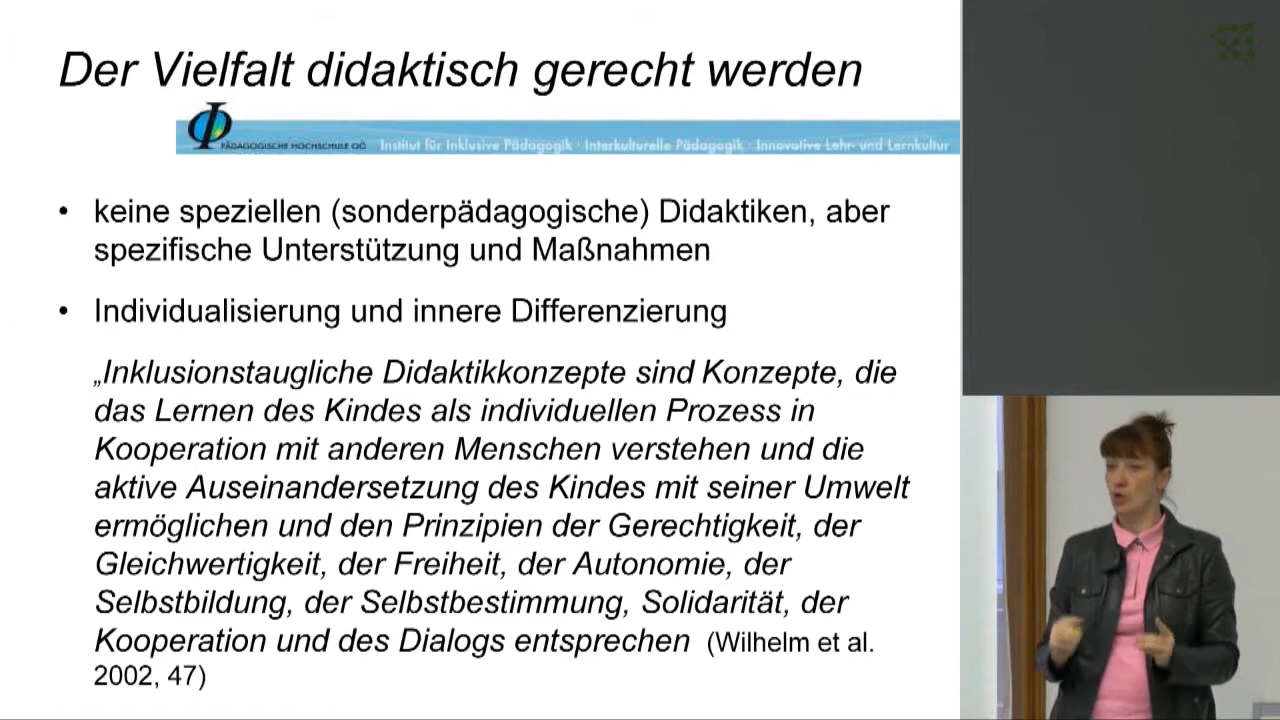 Der Vielfalt didaktisch gerecht werden
PÄDAGOGISCHE HOCHSCHULE OÖ Institut für Inklusive Pädagogik · Interkulturelle Pädagogik · Innovative Lehr- und Lernkultur
• keine speziellen (sonderpädagogische) Didaktiken, aber
spezifische Unterstützung und Maßnahmen
• Individualisierung und innere Differenzierung
„Inklusionstaugliche Didaktikkonzepte sind Konzepte, die
das Lernen des Kindes als individuellen Prozess in
Kooperation mit anderen Menschen verstehen und die
aktive Auseinandersetzung des Kindes mit seiner Umwelt
ermöglichen und den Prinzipien der Gerechtigkeit, der
Gleichwertigkeit, der Freiheit, der Autonomie, der
Selbstbildung, der Selbstbestimmung, Solidarität, der
Kooperation und des Dialogs entsprechen (Wilhelm et al.
2002, 47)